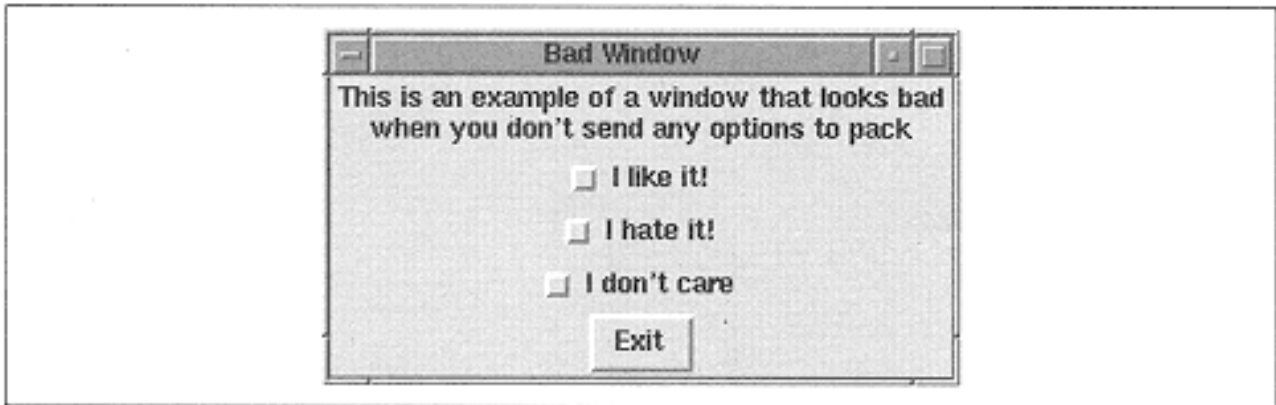 Bad Window
This is an example of a window that looks bad
when you don't send any options to pack
I like it!
I hate it!
I don't care
Exit